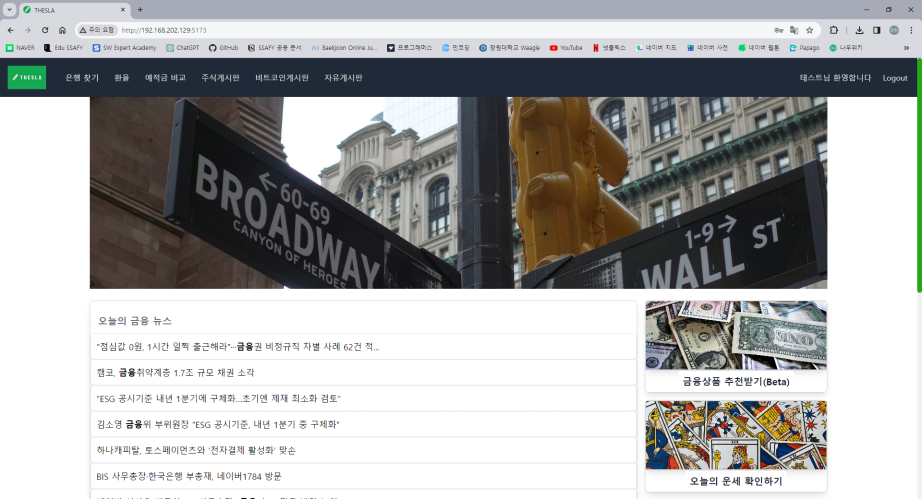 THESLA
주의 요함
http://192.168.202.129:5173
NAVER
Edu SSAFY
SW Expert Academy
ChatGPT
GitHub
SSAFY 공용 문서
Baekjoon Online Ju...
프로그래머스
민코딩
창원대학교 Waagle
YouTube
넷플릭스
네이버 지도
네이버 사전
네이버 웹툰
Papago
나무위키
THESLA
은행 찾기
환율
예적금 비교
주식게시판
비트코인게시판
자유게시판
테스트님 환영합니다
Logout
60-69
BROADWAY
CANYON OF HEROES
1-9
WALL ST
오늘의 금융 뉴스
"점심값 0원, 1시간 일찍 출근해라"…금융권 비정규직 차별 사례 62건 적...
캠코, 금융취약계층 1.7조 규모 채권 소각
"ESG 공시기준 내년 1분기에 구체화…초기엔 제재 최소화 검토"
김소영 금융위 부위원장 "ESG 공시기준, 내년 1분기 중 구체화"
하나캐피탈, 토스페이먼츠와 '전자결제 활성화' 맞손
BIS 사무총장·한국은행 부총재, 네이버1784 방문
금융상품 추천받기(Beta)
오늘의 운세 확인하기